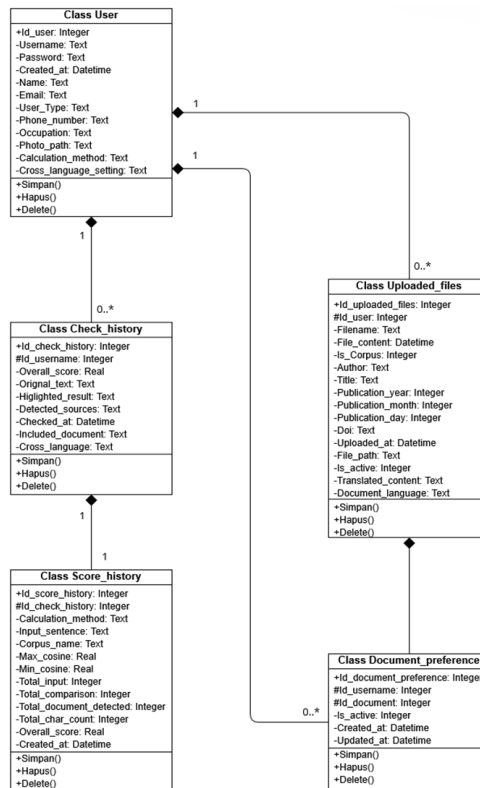 Class User
+Id_user: Integer
-Username: Text
-Password: Text
-Created_at: Datetime
-Name: Text
-Email: Text
-User_Type: Text
-Phone_number: Text
-Occupation: Text
-Photo_path: Text
-Calculation_method: Text
-Cross_language_setting: Text
+Simpan()
+Hapus()
+Delete()
1
1
1
0..*
0..*
Class Check_history
+Id_check_history: Integer
#Id_username: Integer
-Overall_score: Real
-Orignal_text: Text
-Higlighted_result: Text
-Detected_sources: Text
-Checked_at: Datetime
-Included_document: Text
-Cross_language: Text
+Simpan()
+Hapus()
+Delete()
Class Uploaded_files
+Id_uploaded_files: Integer
#Id_user: Integer
-Filename: Text
-File_content: Datetime
-Is_Corpus: Integer
-Author: Text
-Title: Text
-Publication_year: Integer
-Publication_month: Integer
-Publication_day: Integer
-Doi: Text
-Uploaded_at: Datetime
-File_path: Text
-Is_active: Integer
-Translated_content: Text
-Document_language: Text
+Simpan()
+Hapus()
+Delete()
1
1
Class Score_history
+Id_score_history: Integer
#Id_check_history: Integer
-Calculation_method: Text
-Input_sentence: Text
-Corpus_name: Text
-Max_cosine: Real
-Min_cosine: Real
-Total_input: Integer
-Total_comparison: Integer
-Total_document_detected: Integer
-Total_char_count: Integer
-Overall_score: Real
-Created_at: Datetime
+Simpan()
+Hapus()
+Delete()
0..*
Class Document_preference
+Id_document_preference: Integer
#Id_username: Integer
#Id_document: Integer
-Is_active: Integer
-Created_at: Datetime
-Updated_at: Datetime
+Simpan()
+Hapus()
+Delete()